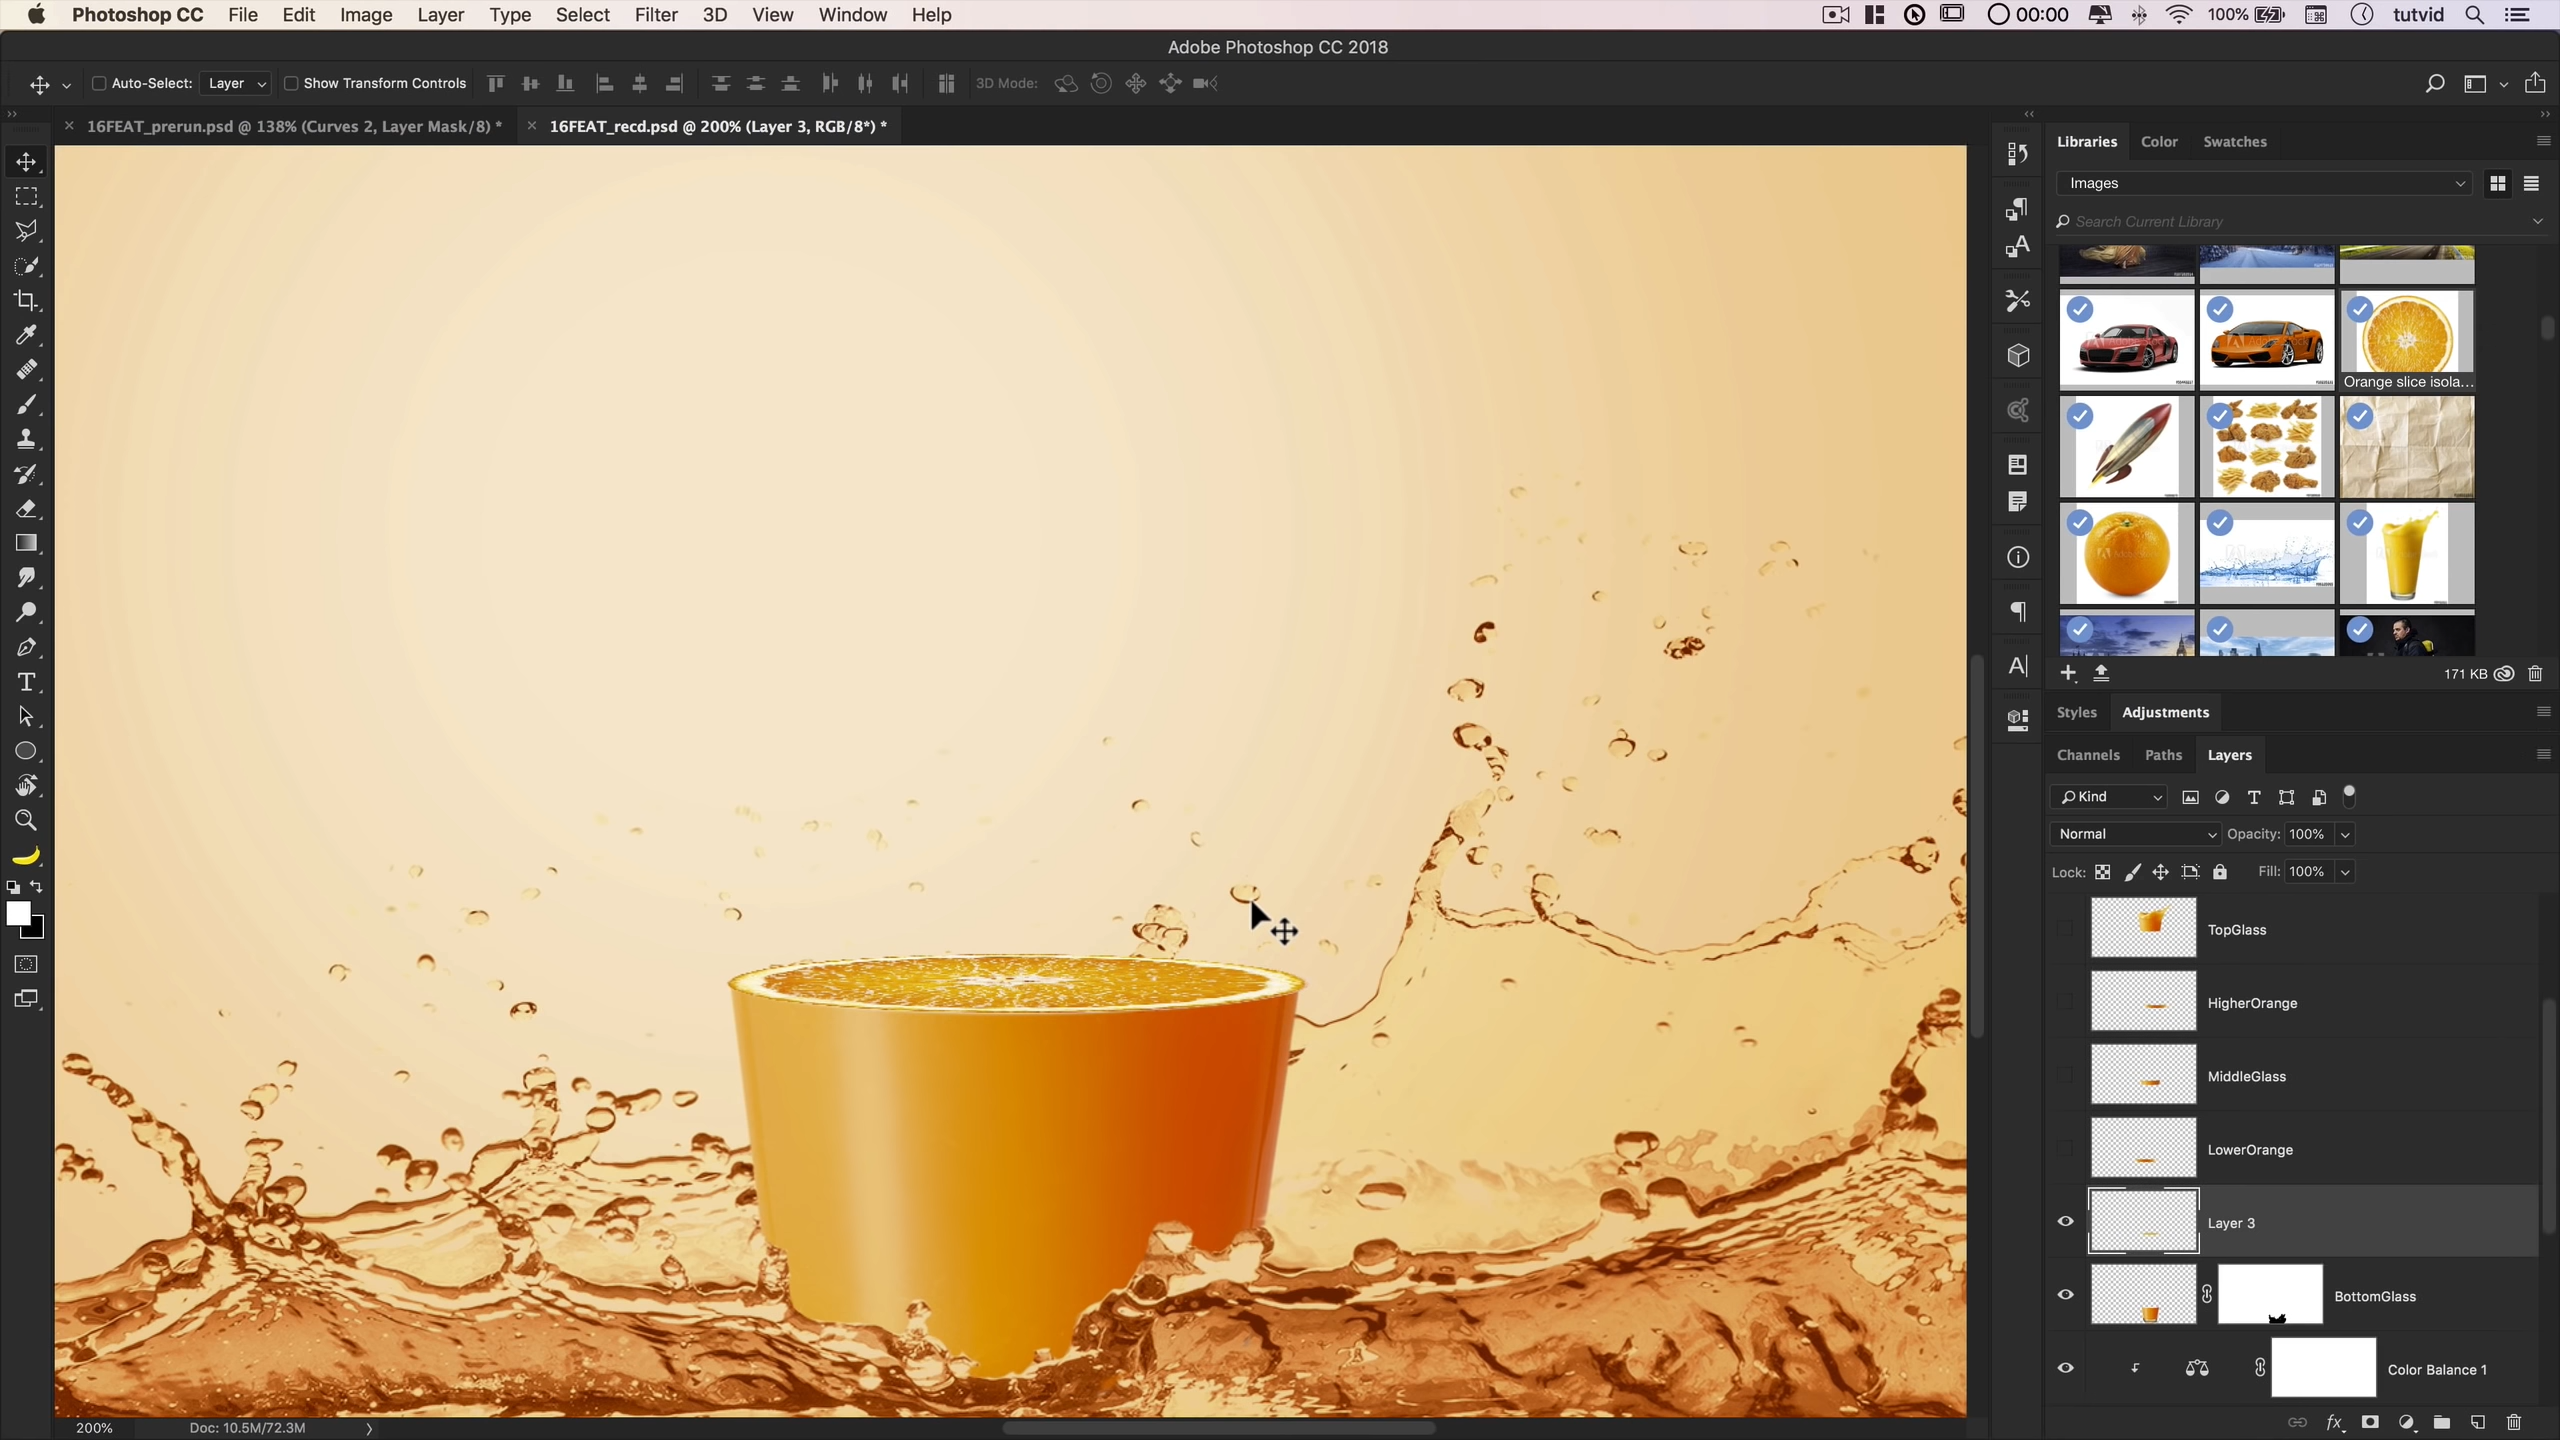 Photoshop CC File Edit Image Layer Type Select Filter 3D View Window Help 00:00 100% tutvid
Adobe Photoshop CC 2018
Auto-Select: Layer Show Transform Controls 3D Mode:
16FEAT_prerun.psd @ 138% (Curves 2, Layer Mask/8) * 16FEAT_recd.psd @ 200% (Layer 3, RGB/8*) *
Libraries Color Swatches
Images
Search Current Library
Orange slice isola...
171 KB
Styles Adjustments
Channels Paths Layers
Kind
Normal Opacity: 100%
Lock: Fill: 100%
TopGlass
HigherOrange
MiddleGlass
LowerOrange
Layer 3
BottomGlass
Color Balance 1
200% Doc: 10.5M/72.3M